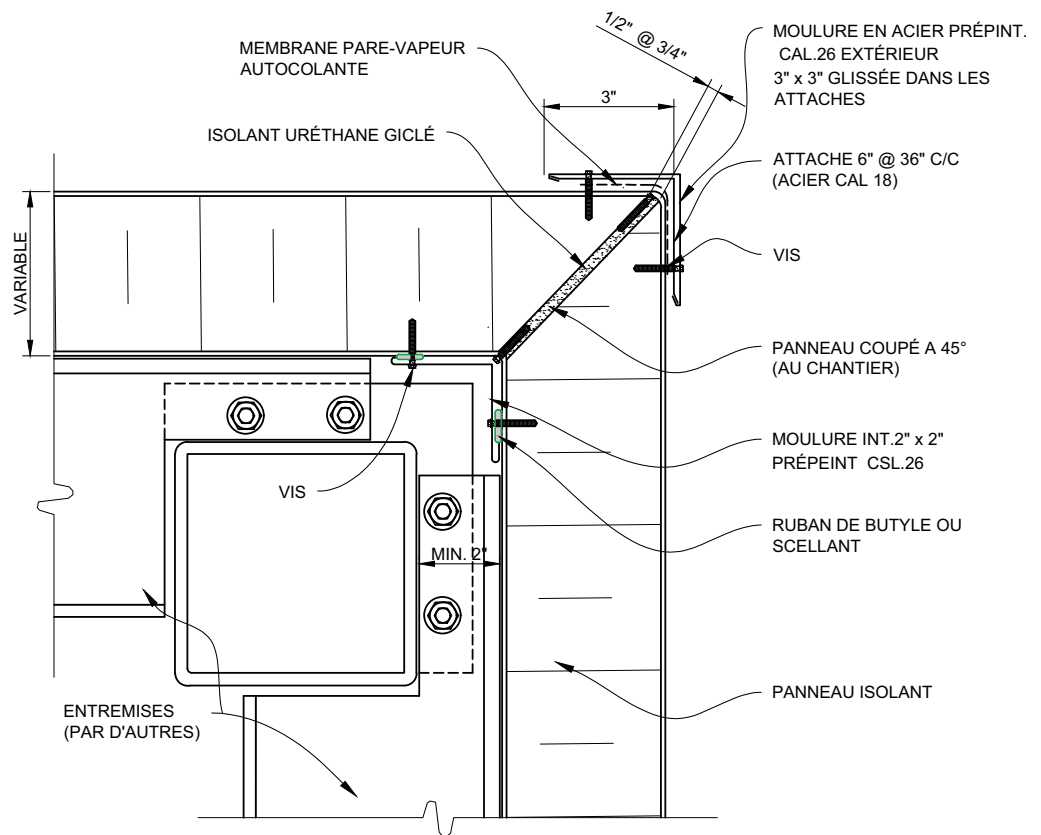 1/2" @ 3/4"
MOULURE EN ACIER PRÉPINT.
CAL.26 EXTÉRIEUR
3" x 3" GLISSÉE DANS LES
ATTACHES
MEMBRANE PARE-VAPEUR
AUTOCOLANTE
3"
ISOLANT URÉTHANE GICLÉ
ATTACHE 6" @ 36" C/C
(ACIER CAL 18)
VARIABLE
VIS
PANNEAU COUPÉ A 45°
(AU CHANTIER)
MOULURE INT.2" x 2"
PRÉPEINT CSL.26
VIS
RUBAN DE BUTYLE OU
SCELLANT
MIN. 2"
PANNEAU ISOLANT
ENTREMISES
(PAR D'AUTRES)